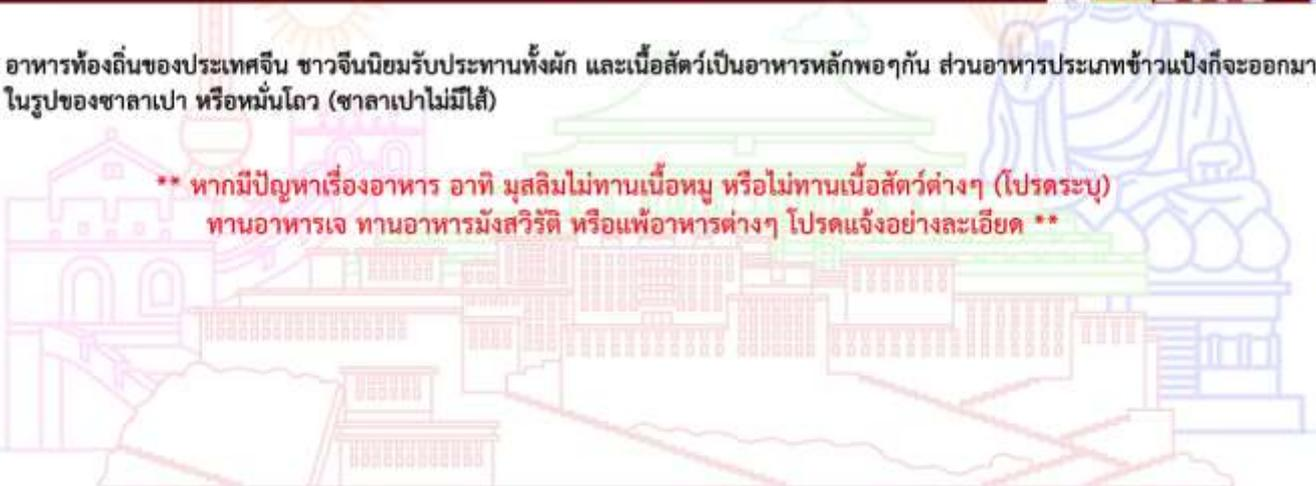 อาหารท้องถิ่นของประเทศจีน ชาวจีนนิยมรับประทานทั้งผัก และเนื้อสัตว์เป็นอาหารหลักพอๆกัน ส่วนอาหารประเภทข้าวแป้งก็จะออกมา
ในรูปของซาลาเปา หรือหมั่นโถว (ซาลาเปาไม่มีไส้)
** หากมีปัญหาเรื่องอาหาร อาทิ มุสลิมไม่ทานเนื้อหมู หรือไม่ทานเนื้อสัตว์ต่างๆ (โปรดระบุ)
ทานอาหารเจ ทานอาหารมังสวิรัติ หรือแพ้อาหารต่างๆ โปรดแจ้งอย่างละเอียด **